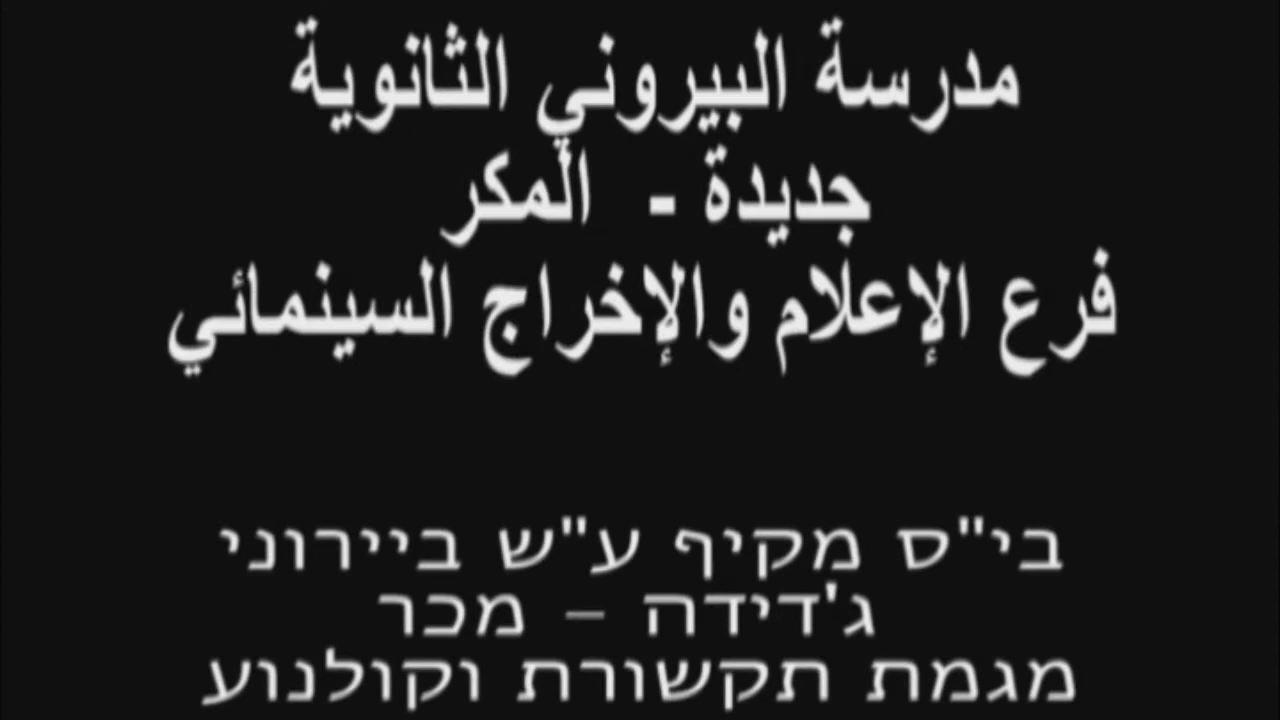 مدرسة البيروني الثانوية
جديدة - المكر
فرع الإعلام والإخراج السينمائي
בי"ס מקיף ע"ש ביירוני
ג'דידה – מכר
מגמת תקשורת וקולנוע